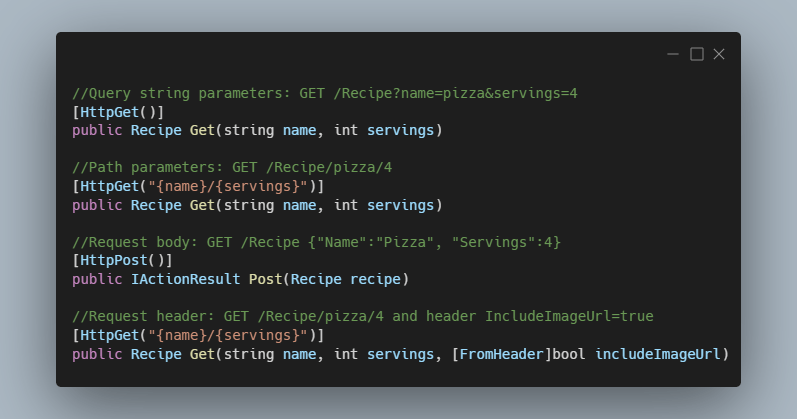 //Query string parameters: GET /Recipe?name=pizza&servings=4
[HttpGet()]
public Recipe Get(string name, int servings)
//Path parameters: GET /Recipe/pizza/4
[HttpGet("{name}/{servings}")]
public Recipe Get(string name, int servings)
//Request body: GET /Recipe {"Name":"Pizza", "Servings":4}
[HttpPost()]
public IActionResult Post(Recipe recipe)
//Request header: GET /Recipe/pizza/4 and header IncludeImageUrl=true
[HttpGet("{name}/{servings}")]
public Recipe Get(string name, int servings, [FromHeader]bool includeImageUrl)